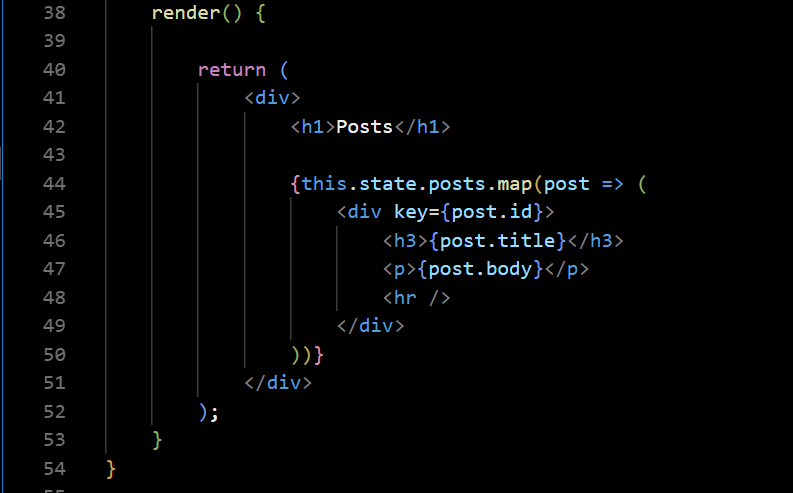 38 render() {
39
40 return (
41 <div>
42 <h1>Posts</h1>
43
44 {this.state.posts.map(post => (
45 <div key={post.id}>
46 <h3>{post.title}</h3>
47 <p>{post.body}</p>
48 <hr />
49 </div>
50 ))}
51 </div>
52 );
53 }
54 }
55